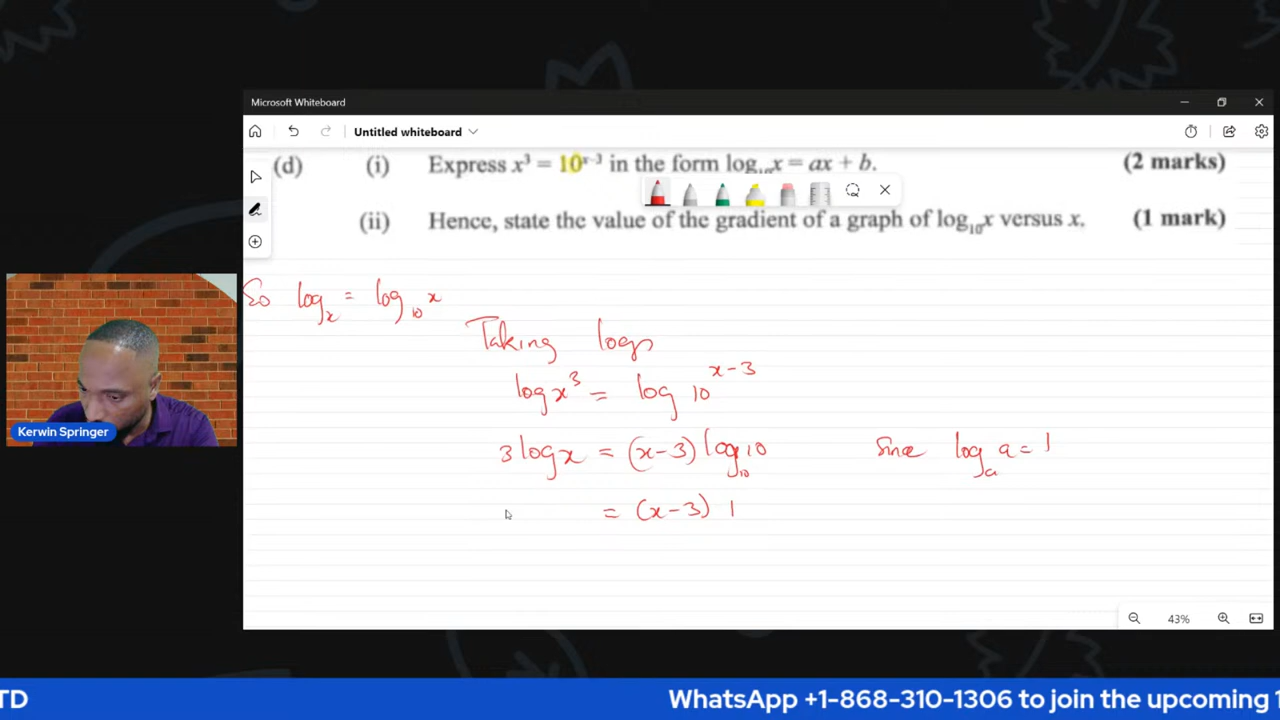 Microsoft Whiteboard
Untitled whiteboard
(d) (i) Express x³ = 10ˣ⁻³ in the form log₁₀x = ax + b. (2 marks)
(ii) Hence, state the value of the gradient of a graph of log₁₀x versus x. (1 mark)
So logₓ = log₁₀ x
Taking logs
log x³ = log 10ˣ⁻³
3 log x = (x-3) log₁₀ 10 Since logₐ a = 1
= (x-3) 1
Kerwin Springer
43%
TD WhatsApp +1-868-310-1306 to join the upcoming 1